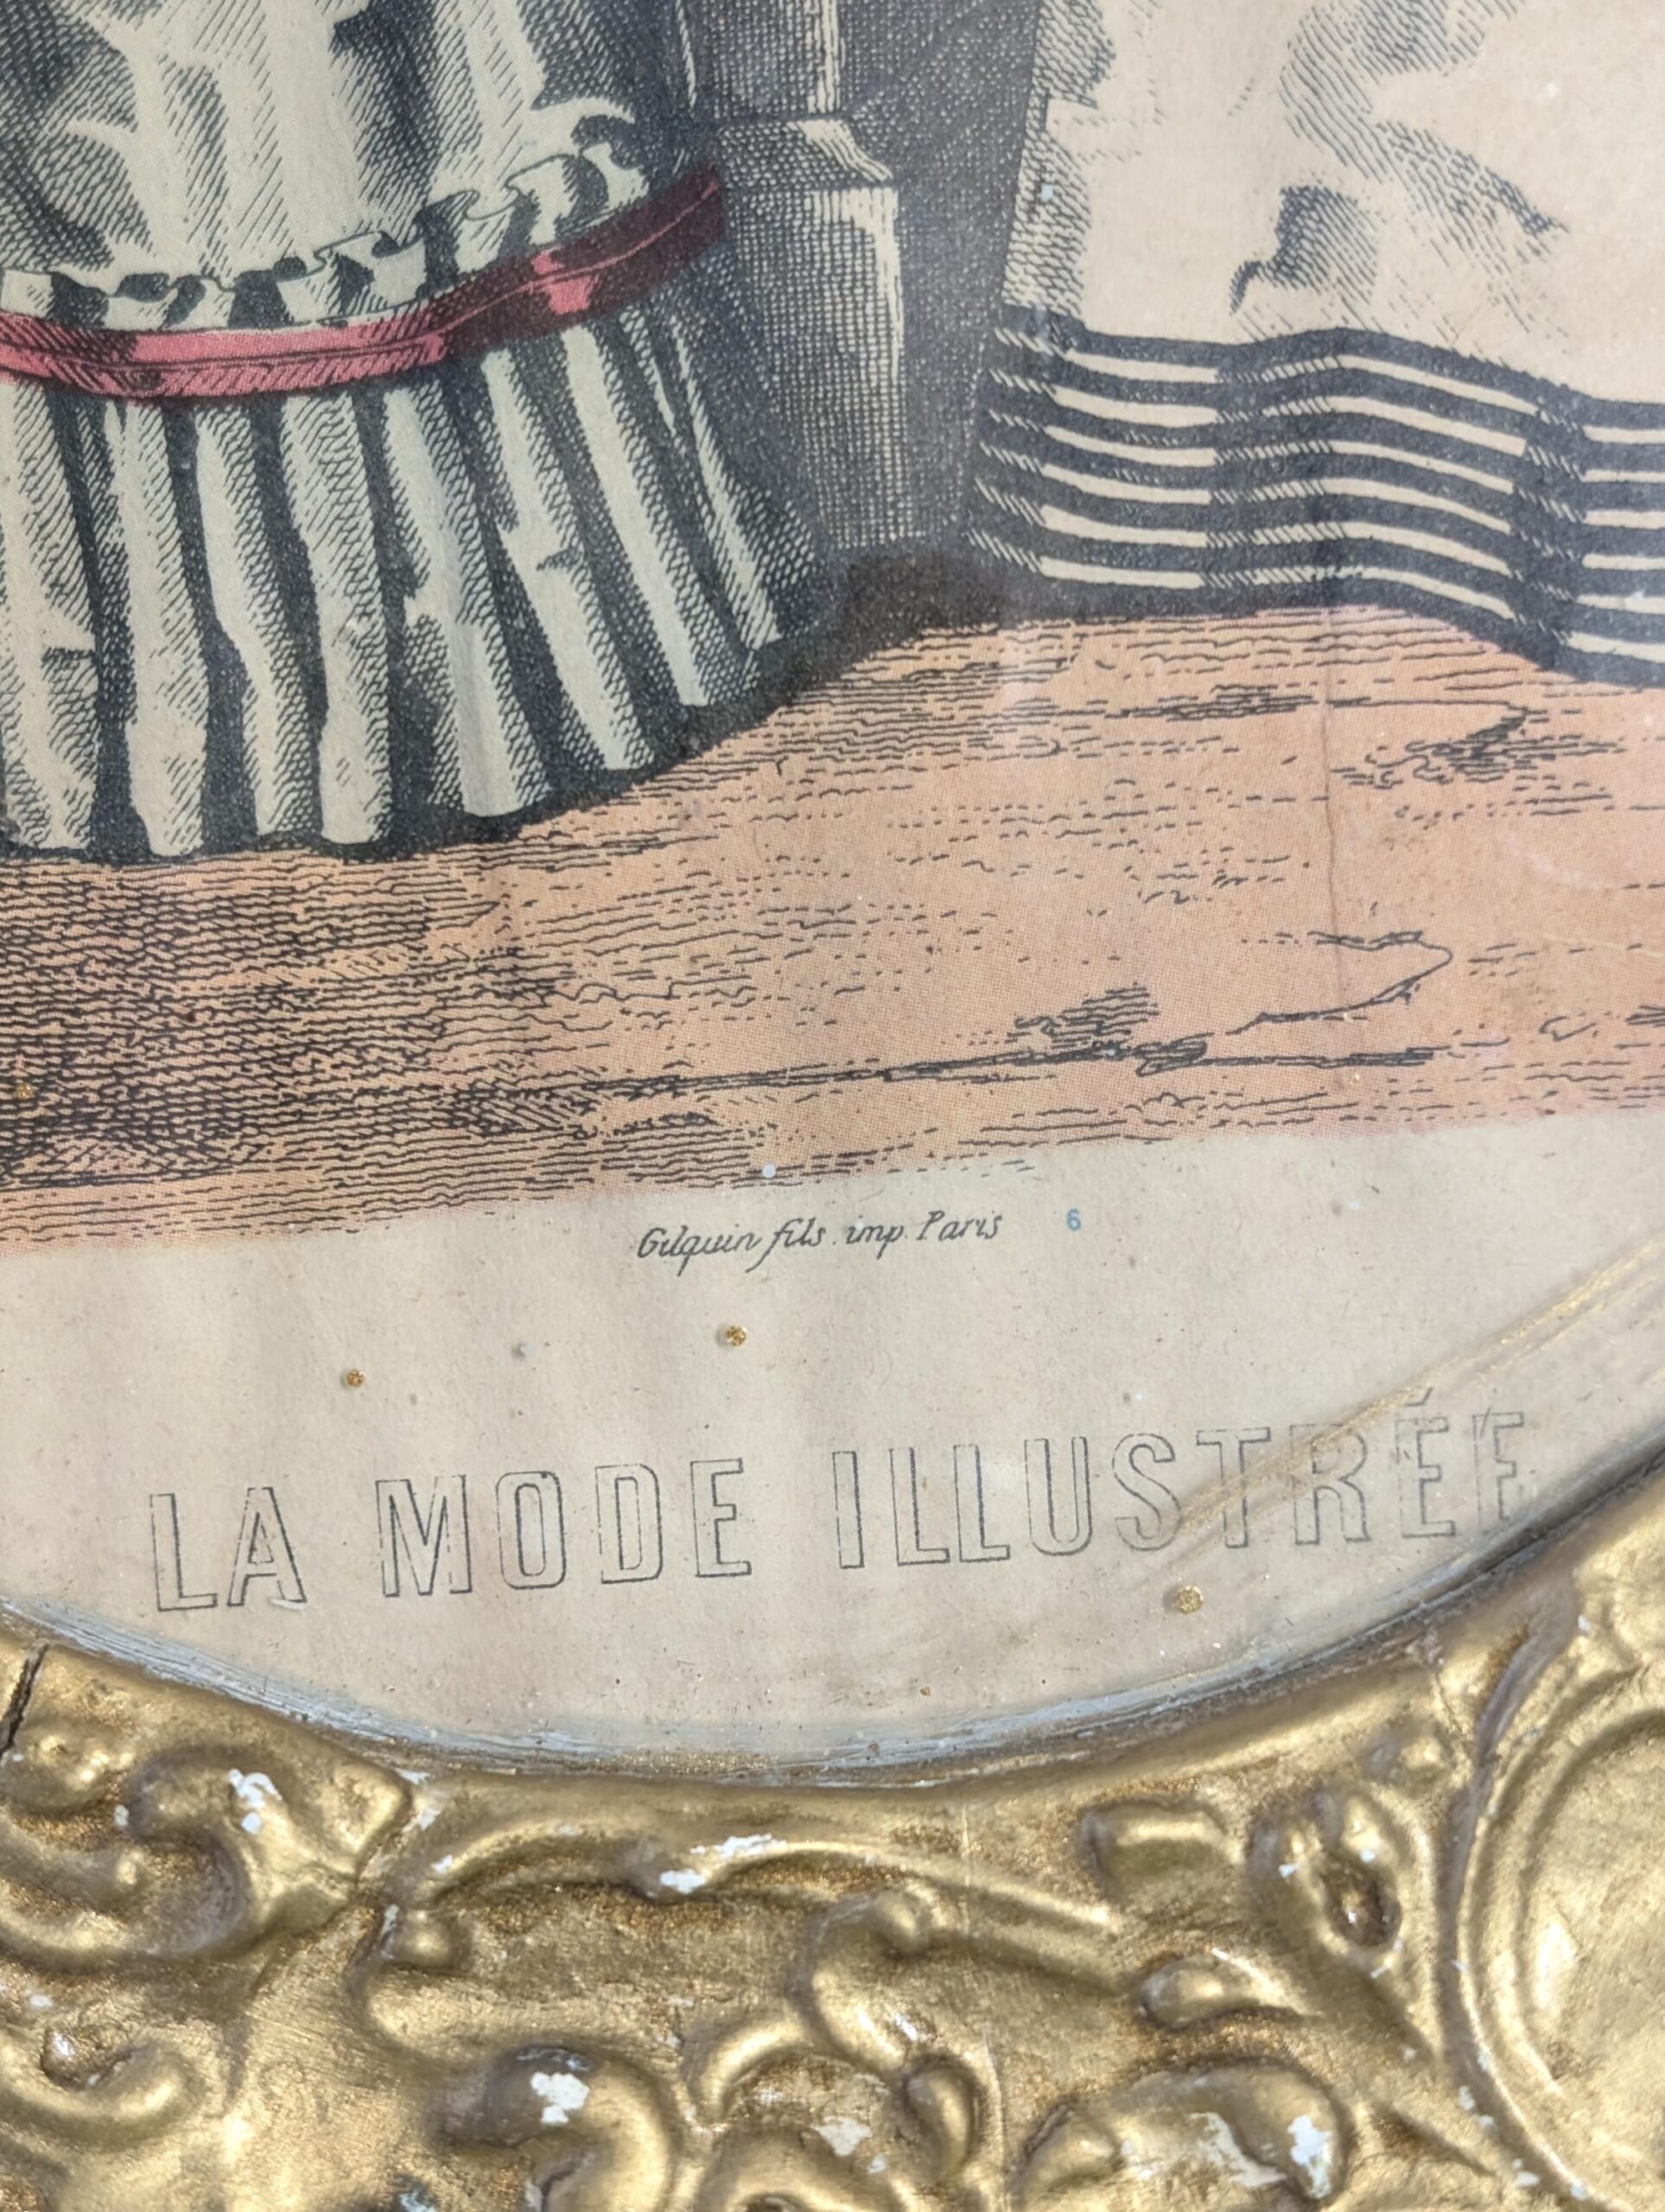 Gilquin fils. imp. Paris 6
LA MODE ILLUSTRÉE